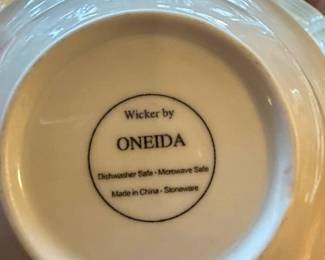 Wicker by
ONEIDA
Dishwasher Safe - Microwave Safe
Made in China - Stoneware